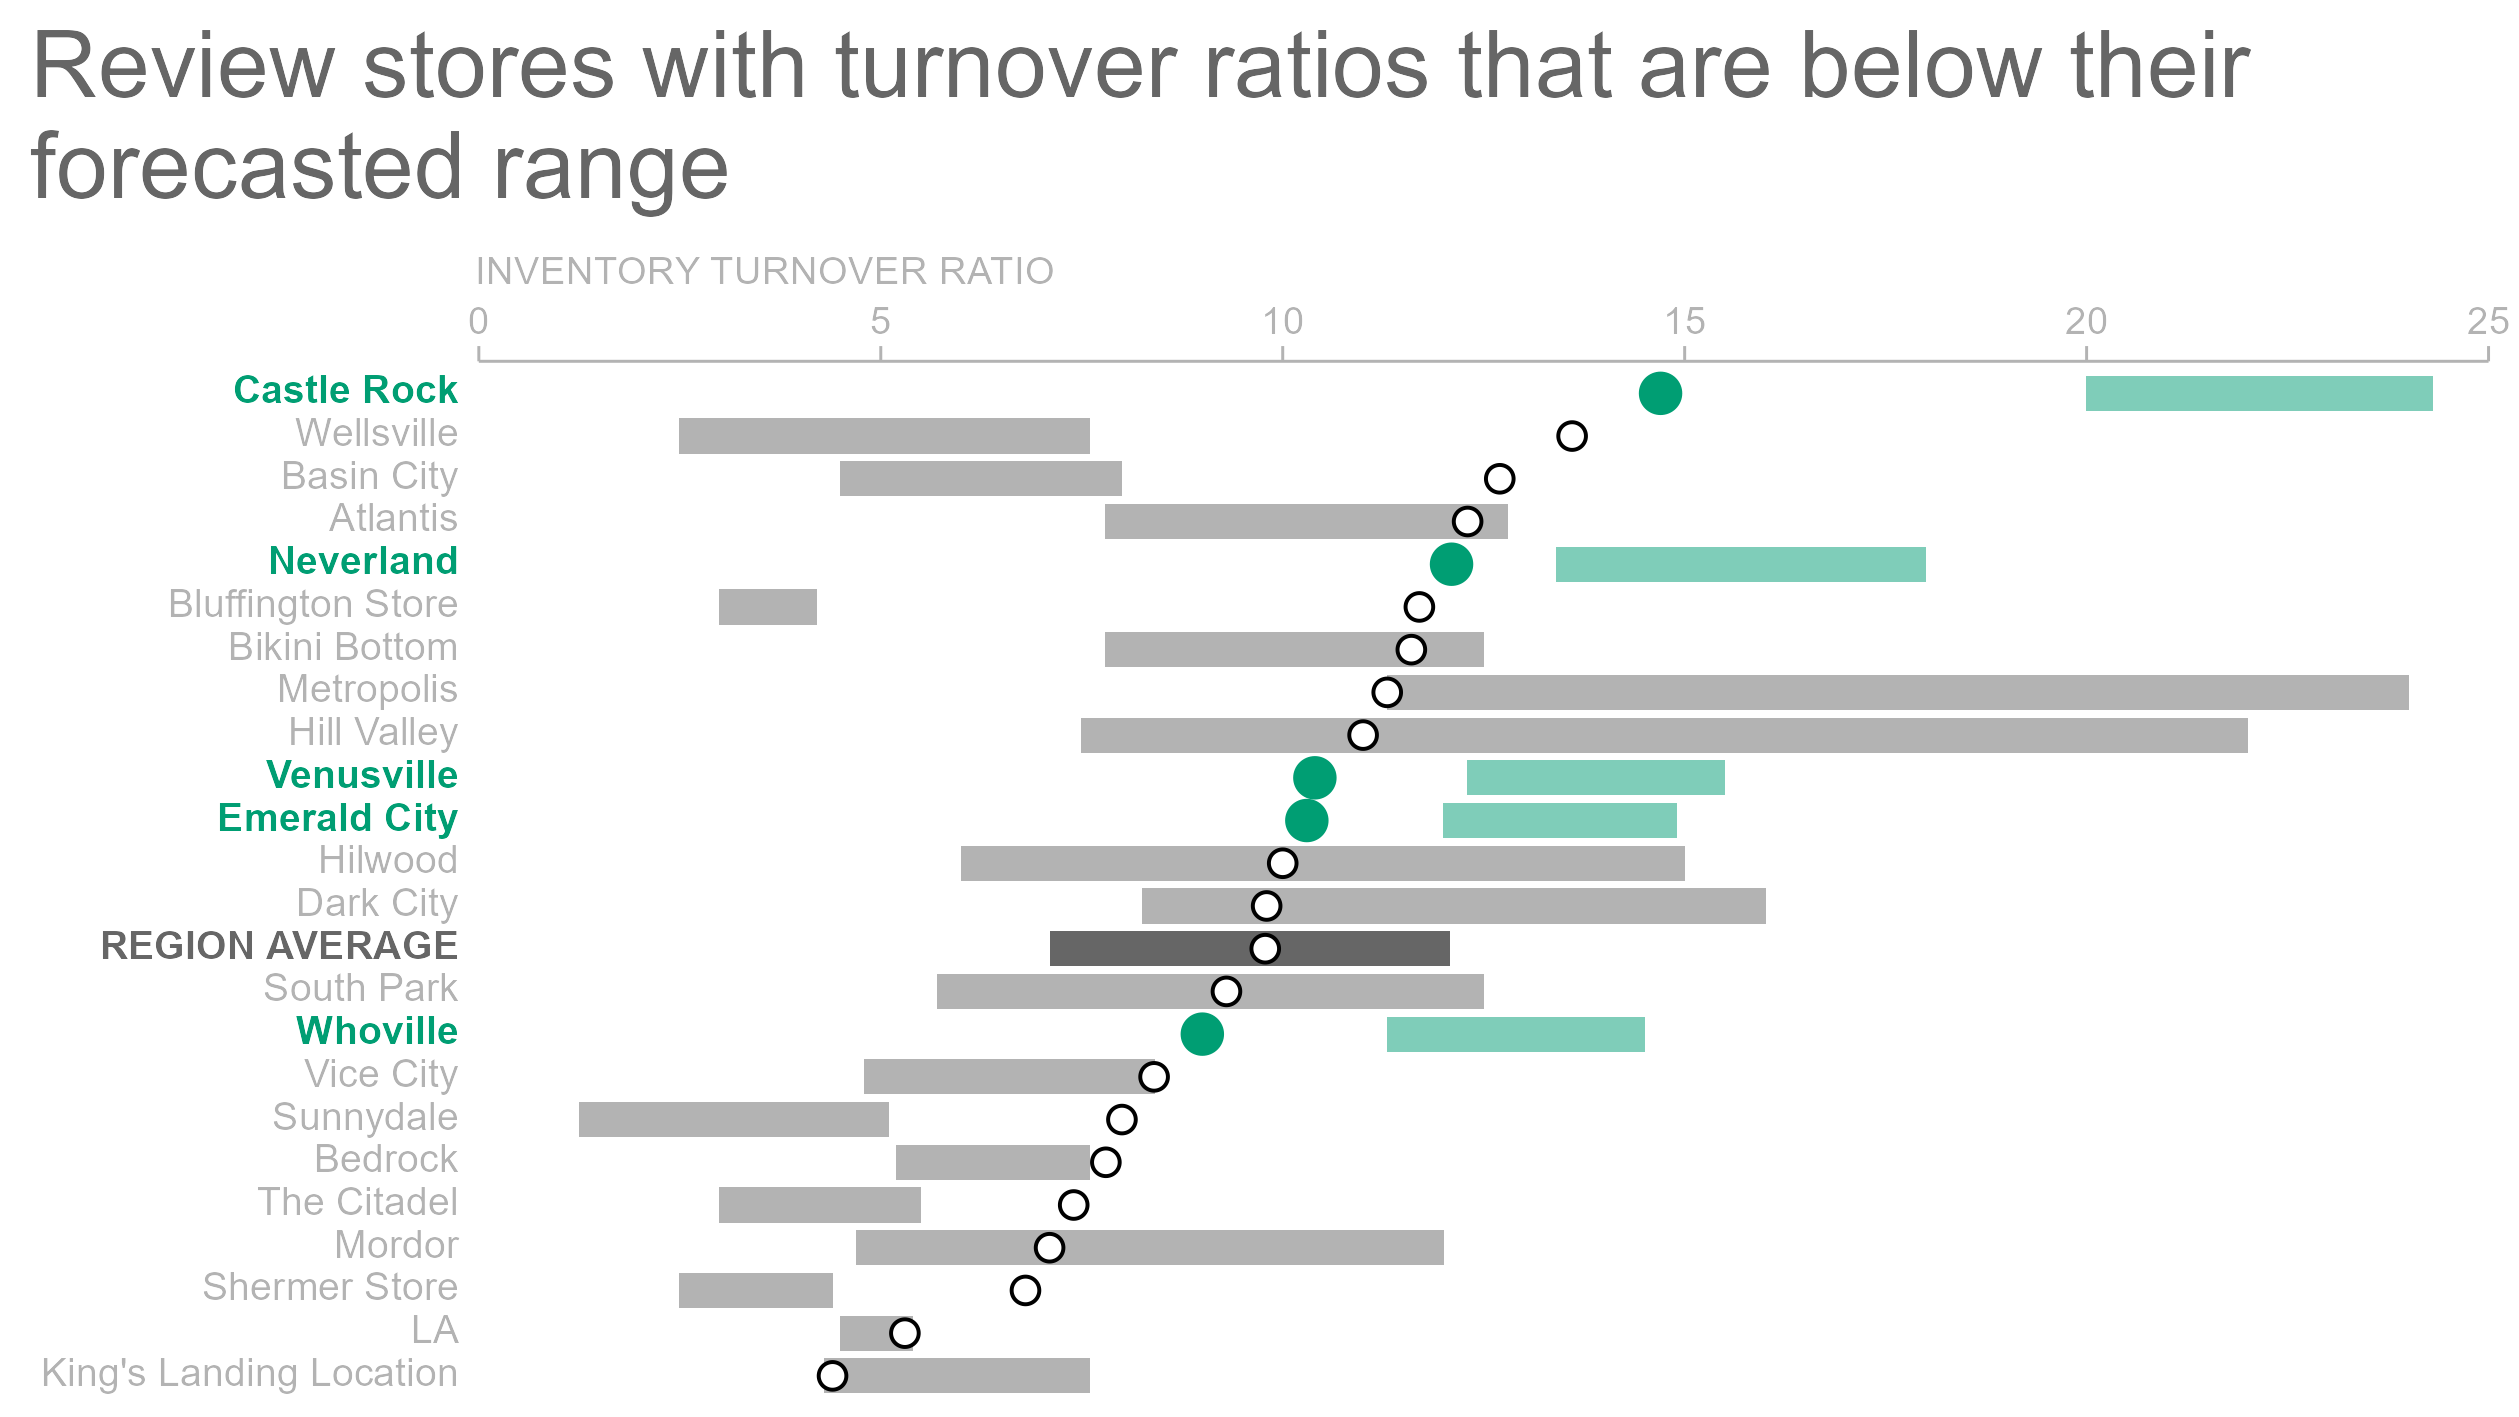 Review stores with turnover ratios that are below their
forecasted range
INVENTORY TURNOVER RATIO
0 5 10 15 20 25
Castle Rock
Wellsville
Basin City
Atlantis
Neverland
Bluffington Store
Bikini Bottom
Metropolis
Hill Valley
Venusville
Emerald City
Hilwood
Dark City
REGION AVERAGE
South Park
Whoville
Vice City
Sunnydale
Bedrock
The Citadel
Mordor
Shermer Store
LA
King's Landing Location